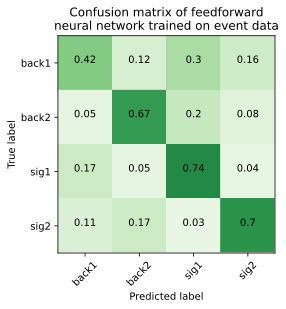 Confusion matrix of feedforward
neural network trained on event data
back1 0.42 0.12 0.3 0.16
back2 0.05 0.67 0.2 0.08
True label
sig1 0.17 0.05 0.74 0.04
sig2 0.11 0.17 0.03 0.7
back1 back2 sig1 sig2
Predicted label